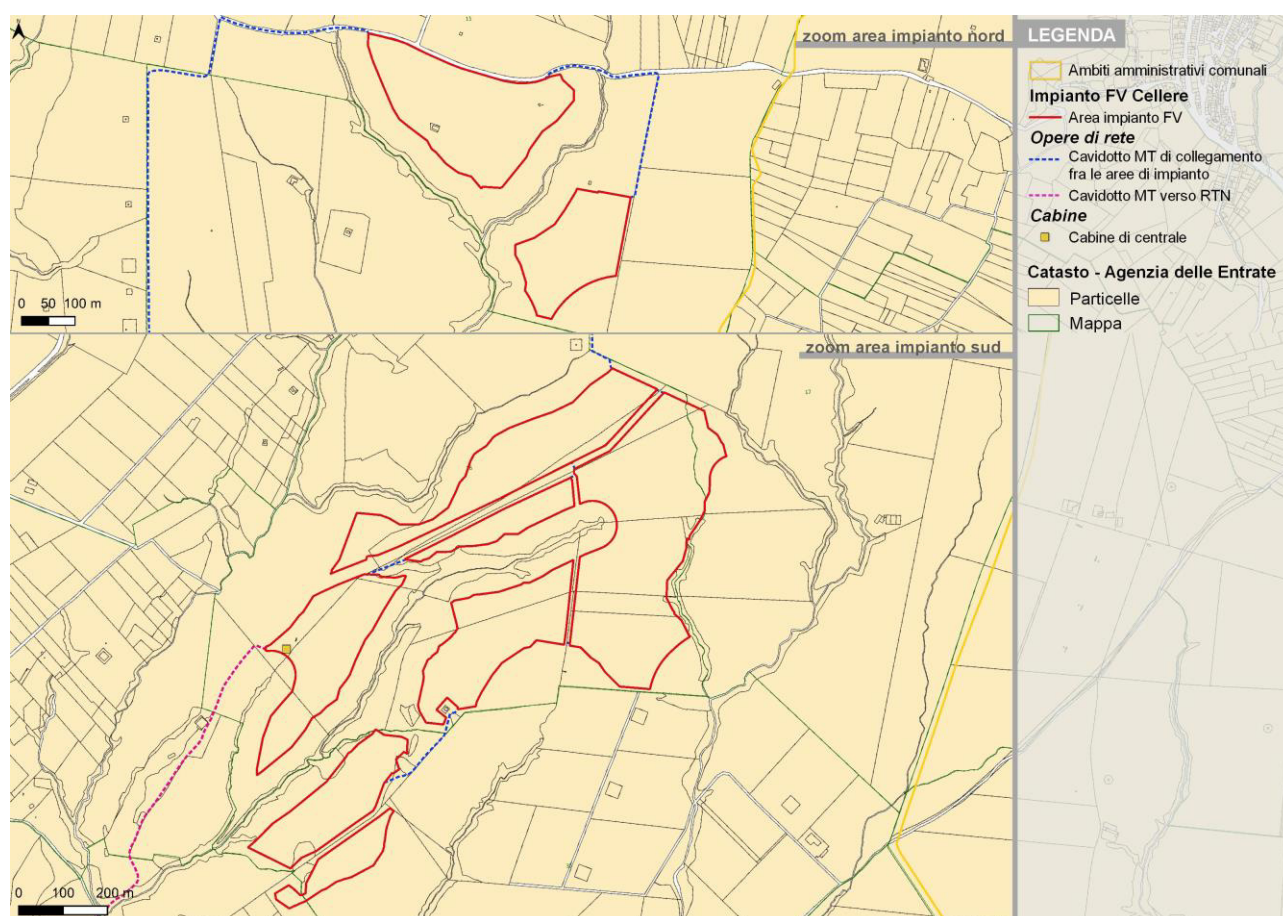 zoom area impianto nord
0 50 100 m
zoom area impianto sud
0 100 200 m
LEGENDA
Ambiti amministrativi comunali
Impianto FV Cellere
Area impianto FV
Opere di rete
Cavidotto MT di collegamento
fra le aree di impianto
Cavidotto MT verso RTN
Cabine
Cabine di centrale
Catasto - Agenzia delle Entrate
Particelle
Mappa